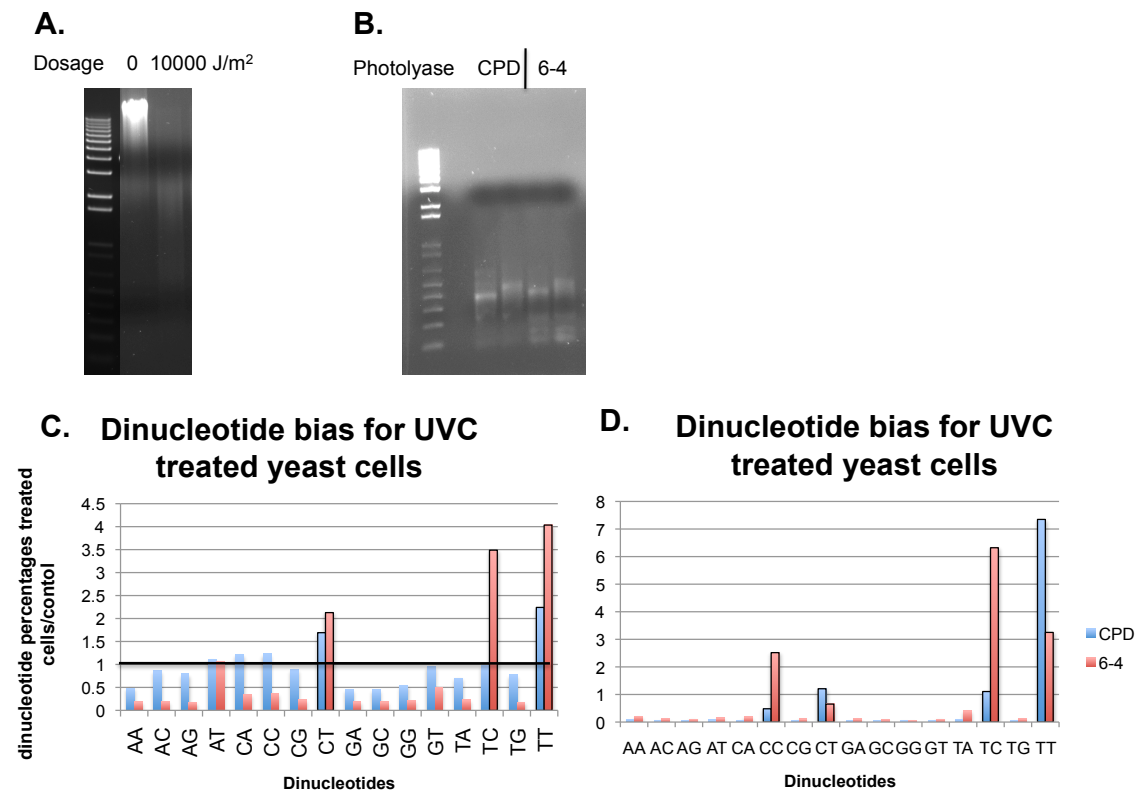 A.
Dosage 0 10000 J/m²
B.
Photolyase CPD 6-4
C.
Dinucleotide bias for UVC
treated yeast cells
dinucleotide percentages treated
cells/contol
4.5
4
3.5
3
2.5
2
1.5
1
0.5
0
AA AC AG AT CA CC CG CT GA GC GG GT TA TC TG TT
Dinucleotides
D.
Dinucleotide bias for UVC
treated yeast cells
8
7
6
5
4
3
2
1
0
AA AC AG AT CA CC CG CT GA GC GG GT TA TC TG TT
Dinucleotides
CPD
6-4